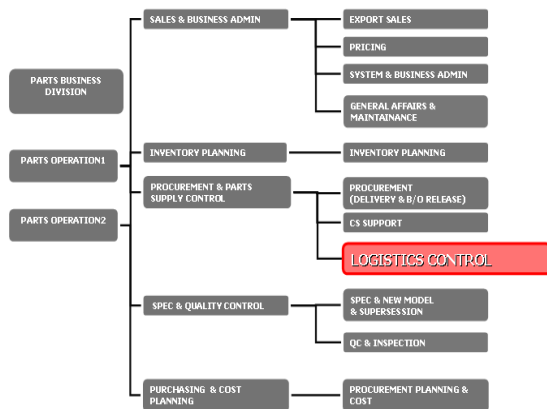 SALES & BUSINESS ADMIN
EXPORT SALES
PRICING
SYSTEM & BUSINESS ADMIN
GENERAL AFFAIRS &
MAINTAINANCE
PARTS BUSINESS
DIVISION
PARTS OPERATION1
INVENTORY PLANNING
INVENTORY PLANNING
PROCUREMENT & PARTS
SUPPLY CONTROL
PROCUREMENT
(DELIVERY & B/O RELEASE)
CS SUPPORT
LOGISTICS CONTROL
PARTS OPERATION2
SPEC & QUALITY CONTROL
SPEC & NEW MODEL
& SUPERSESSION
QC & INSPECTION
PURCHASING & COST
PLANNING
PROCUREMENT PLANNING &
COST